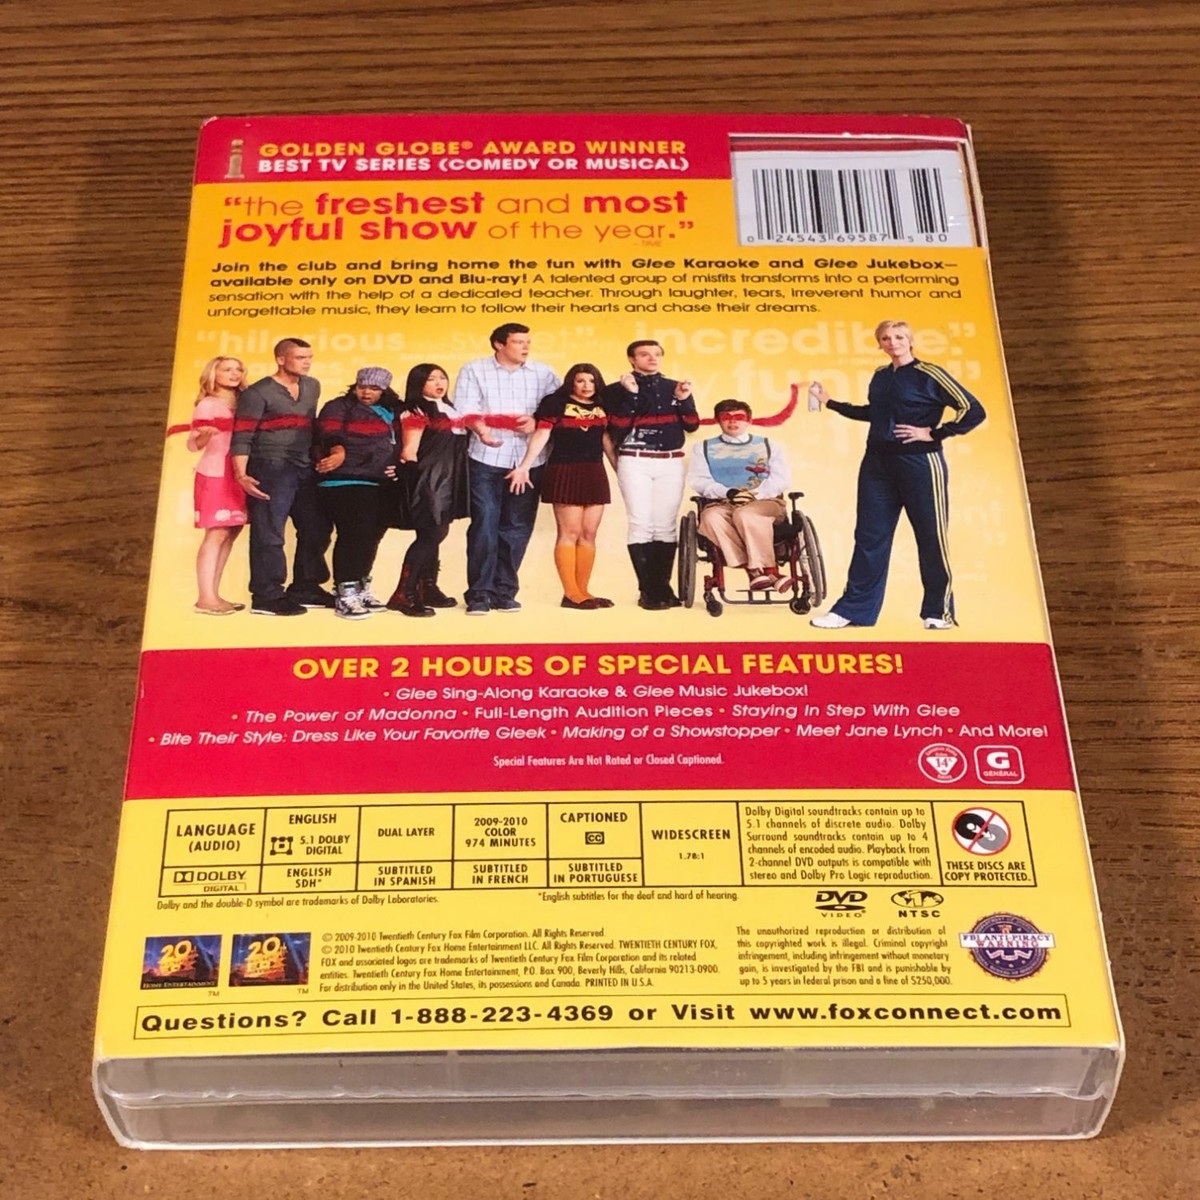 GOLDEN GLOBE® AWARD WINNER
BEST TV SERIES (COMEDY OR MUSICAL)
0 24543 69587 5 80
“the freshest and most
joyful show of the year.”
– TIME
Join the club and bring home the fun with Glee Karaoke and Glee Jukebox—
available only on DVD and Blu-ray! A talented group of misfits transforms into a performing
sensation with the help of a dedicated teacher. Through laughter, tears, irreverent humor and
unforgettable music, they learn to follow their hearts and chase their dreams.
“hilarious
incredible.”
OVER 2 HOURS OF SPECIAL FEATURES!
• Glee Sing-Along Karaoke & Glee Music Jukebox!
• The Power of Madonna • Full-Length Audition Pieces • Staying In Step With Glee
• Bite Their Style: Dress Like Your Favorite Gleek • Making of a Showstopper • Meet Jane Lynch • And More!
Special Features Are Not Rated or Closed Captioned.
14
G
GENERAL
LANGUAGE
(AUDIO)
DOLBY
DIGITAL
ENGLISH
5.1 DOLBY
DIGITAL
ENGLISH
SDH*
DUAL LAYER
SUBTITLED
IN SPANISH
2009-2010
COLOR
974 MINUTES
SUBTITLED
IN FRENCH
CAPTIONED
CC
SUBTITLED
IN PORTUGUESE
WIDESCREEN
1.78:1
Dolby Digital soundtracks contain up to
5.1 channels of discrete audio. Dolby
Surround soundtracks contain up to 4
channels of encoded audio. Playback from
2-channel DVD outputs is compatible with
stereo and Dolby Pro Logic reproduction.
THESE DISCS ARE
COPY PROTECTED.
Dolby and the double-D symbol are trademarks of Dolby Laboratories.
*English subtitles for the deaf and hard of hearing.
DVD
VIDEO
NTSC
20th
HOME ENTERTAINMENT
TM
20th
TM
© 2009-2010 Twentieth Century Fox Film Corporation. All Rights Reserved.
© 2010 Twentieth Century Fox Home Entertainment LLC. All Rights Reserved. TWENTIETH CENTURY FOX,
FOX and associated logos are trademarks of Twentieth Century Fox Film Corporation and its related
entities. Twentieth Century Fox Home Entertainment, P.O. Box 900, Beverly Hills, California 90213-0900.
For distribution only in the United States, its possessions and Canada. PRINTED IN U.S.A.
The unauthorized reproduction or distribution of
this copyrighted work is illegal. Criminal copyright
infringement, including infringement without monetary
gain, is investigated by the FBI and is punishable by
up to 5 years in federal prison and a fine of $250,000.
FBI ANTI-PIRACY
WARNING
Questions? Call 1-888-223-4369 or Visit www.foxconnect.com